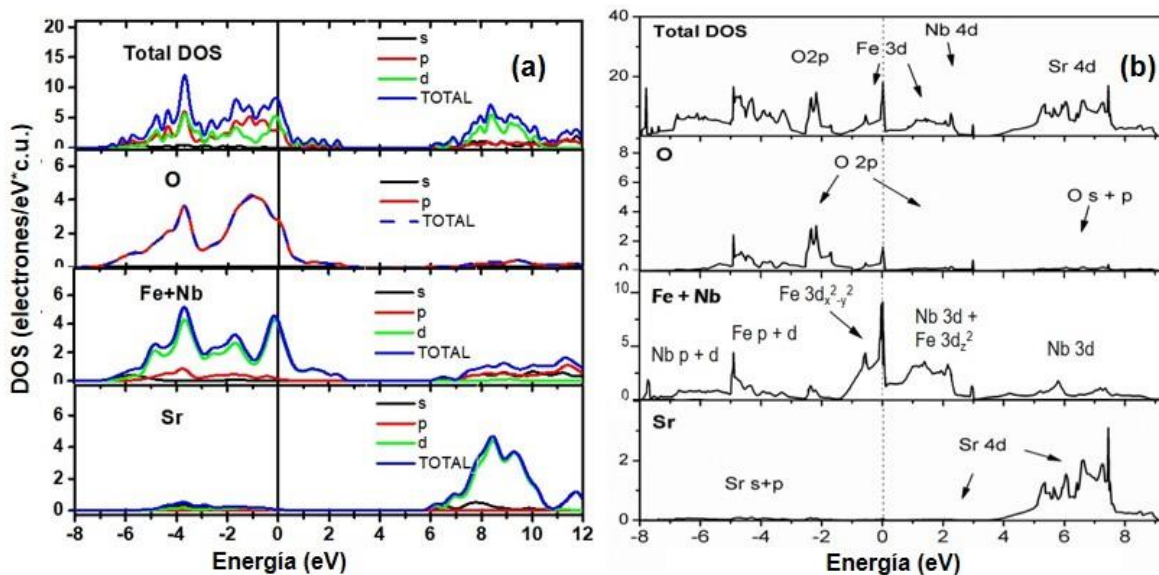 DOS (electrones/eV*c.u.)
(a)
Total DOS
s
p
d
TOTAL
20
15
10
5
0
O
s
p
TOTAL
4
2
0
Fe+Nb
s
p
d
TOTAL
6
4
2
0
Sr
s
p
d
TOTAL
6
4
2
0
-8 -6 -4 -2 0 2 4 6 8 10 12
Energía (eV)
(b)
Total DOS
O2p
Fe 3d
Nb 4d
Sr 4d
40
20
0
O
O 2p
O s + p
8
6
4
2
0
Fe + Nb
Nb p + d
Fe p + d
Fe 3dx²-y²
Nb 3d +
Fe 3dz²
Nb 3d
10
5
0
Sr
Sr s+p
Sr 4d
2
0
-8 -6 -4 -2 0 2 4 6 8
Energía (eV)